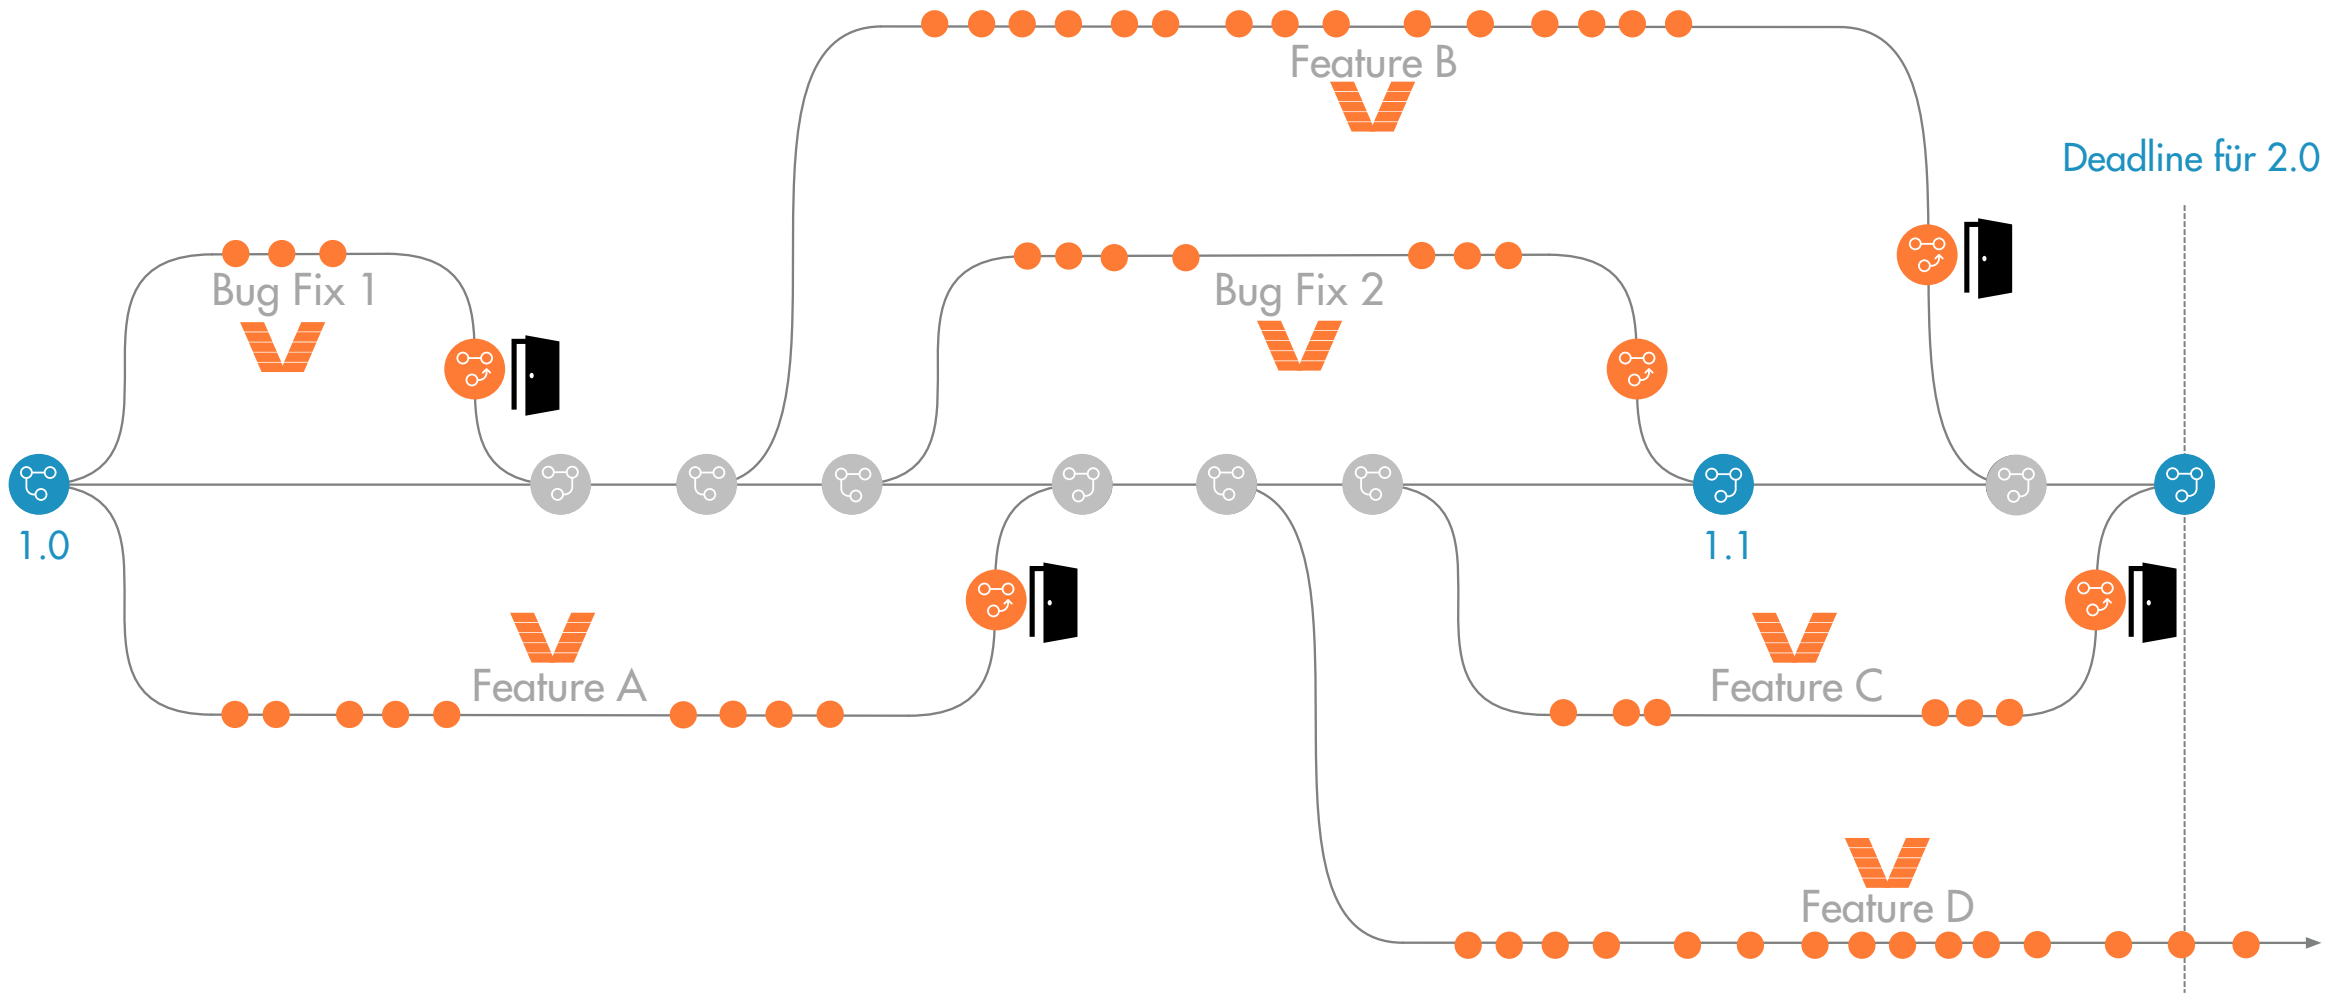 Feature B
Deadline für 2.0
Bug Fix 1
Bug Fix 2
1.0
1.1
Feature A
Feature C
Feature D